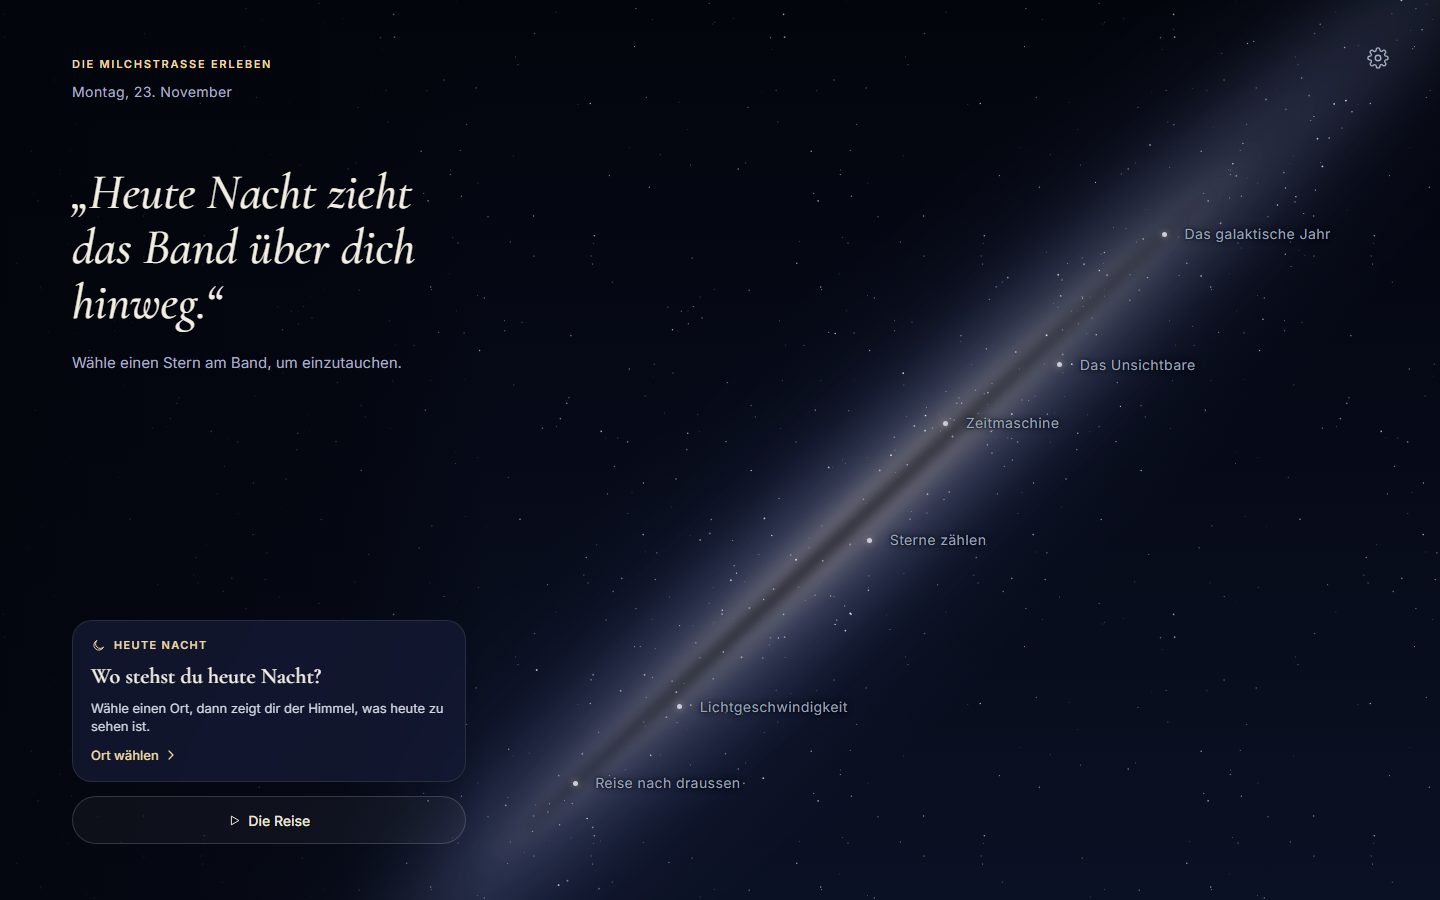 DIE MILCHSTRASSE ERLEBEN
Montag, 23. November
„Heute Nacht zieht
das Band über dich
hinweg.“
Wähle einen Stern am Band, um einzutauchen.
Das galaktische Jahr
Das Unsichtbare
Zeitmaschine
Sterne zählen
Lichtgeschwindigkeit
Reise nach draussen
HEUTE NACHT
Wo stehst du heute Nacht?
Wähle einen Ort, dann zeigt dir der Himmel, was heute zu
sehen ist.
Ort wählen
Die Reise